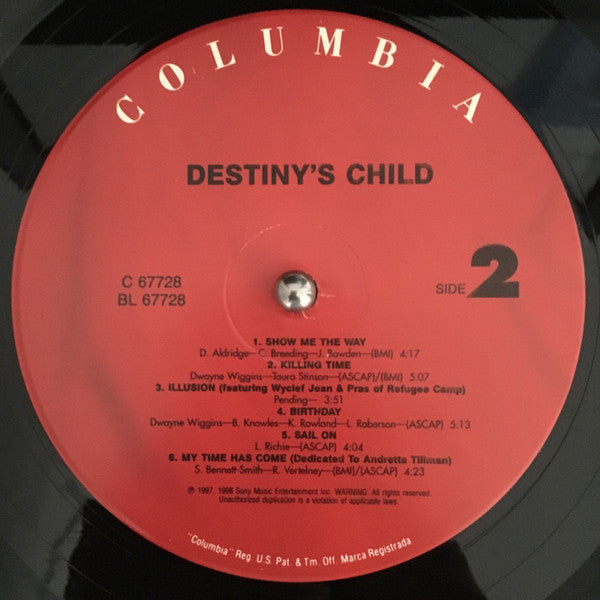 COLUMBIA
DESTINY'S CHILD
C 67728
BL 67728
SIDE 2
1. SHOW ME THE WAY
D. Aldridge—C. Breeding—J. Bowden—(BMI) 4:17
2. KILLING TIME
Dwayne Wiggins—Taura Stinson—(ASCAP)/(BMI) 5:07
3. ILLUSION (featuring Wyclef Jean & Pras of Refugee Camp)
Pending— 3:51
4. BIRTHDAY
Dwayne Wiggins—B. Knowles—K. Rowland—L. Roberson—(ASCAP) 5:13
5. SAIL ON
L. Richie—(ASCAP) 4:04
6. MY TIME HAS COME (Dedicated To Andretta Tillman)
S. Bennett-Smith—R. Vertelney—(BMI)/(ASCAP) 4:23
℗ 1997, 1998 Sony Music Entertainment Inc. WARNING: All rights reserved.
Unauthorized duplication is a violation of applicable laws.
"Columbia" Reg. U.S. Pat. & Tm. Off. Marca Registrada